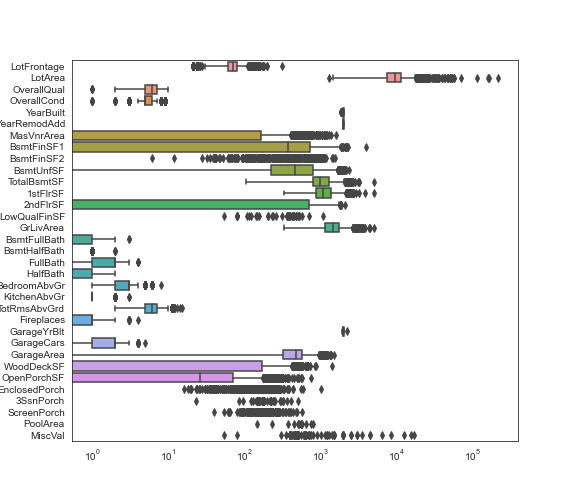 LotFrontage
LotArea
OverallQual
OverallCond
YearBuilt
YearRemodAdd
MasVnrArea
BsmtFinSF1
BsmtFinSF2
BsmtUnfSF
TotalBsmtSF
1stFlrSF
2ndFlrSF
LowQualFinSF
GrLivArea
BsmtFullBath
BsmtHalfBath
FullBath
HalfBath
BedroomAbvGr
KitchenAbvGr
TotRmsAbvGrd
Fireplaces
GarageYrBlt
GarageCars
GarageArea
WoodDeckSF
OpenPorchSF
EnclosedPorch
3SsnPorch
ScreenPorch
PoolArea
MiscVal
10^0 10^1 10^2 10^3 10^4 10^5